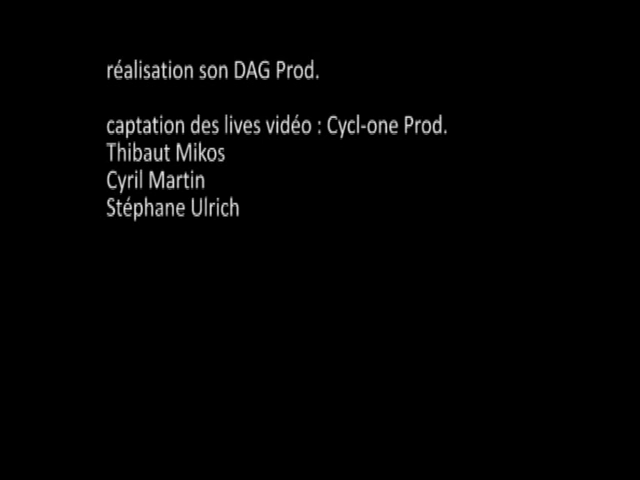 réalisation son DAG Prod.
captation des lives vidéo : Cycl-one Prod.
Thibaut Mikos
Cyril Martin
Stéphane Ulrich